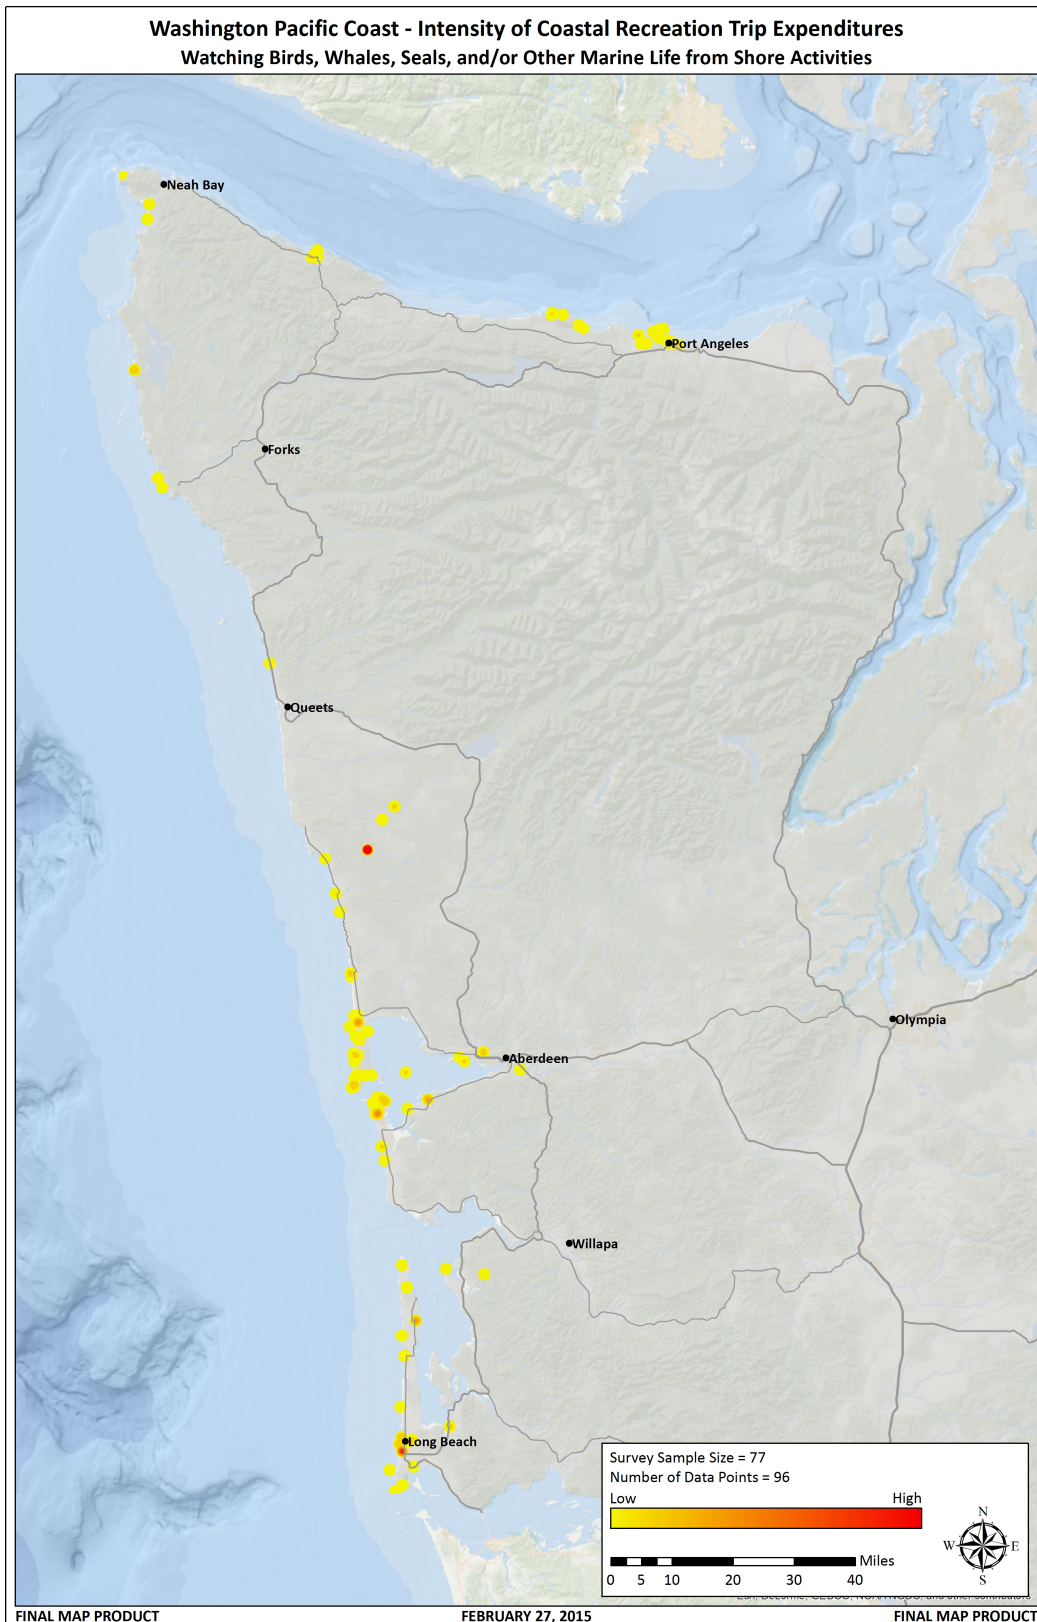 Washington Pacific Coast - Intensity of Coastal Recreation Trip Expenditures
Watching Birds, Whales, Seals, and/or Other Marine Life from Shore Activities
Neah Bay
Port Angeles
Forks
Queets
Olympia
Aberdeen
Willapa
Long Beach
Survey Sample Size = 77
Number of Data Points = 96
Low High
Miles
0 5 10 20 30 40
N
W E
S
FINAL MAP PRODUCT FEBRUARY 27, 2015 FINAL MAP PRODUCT